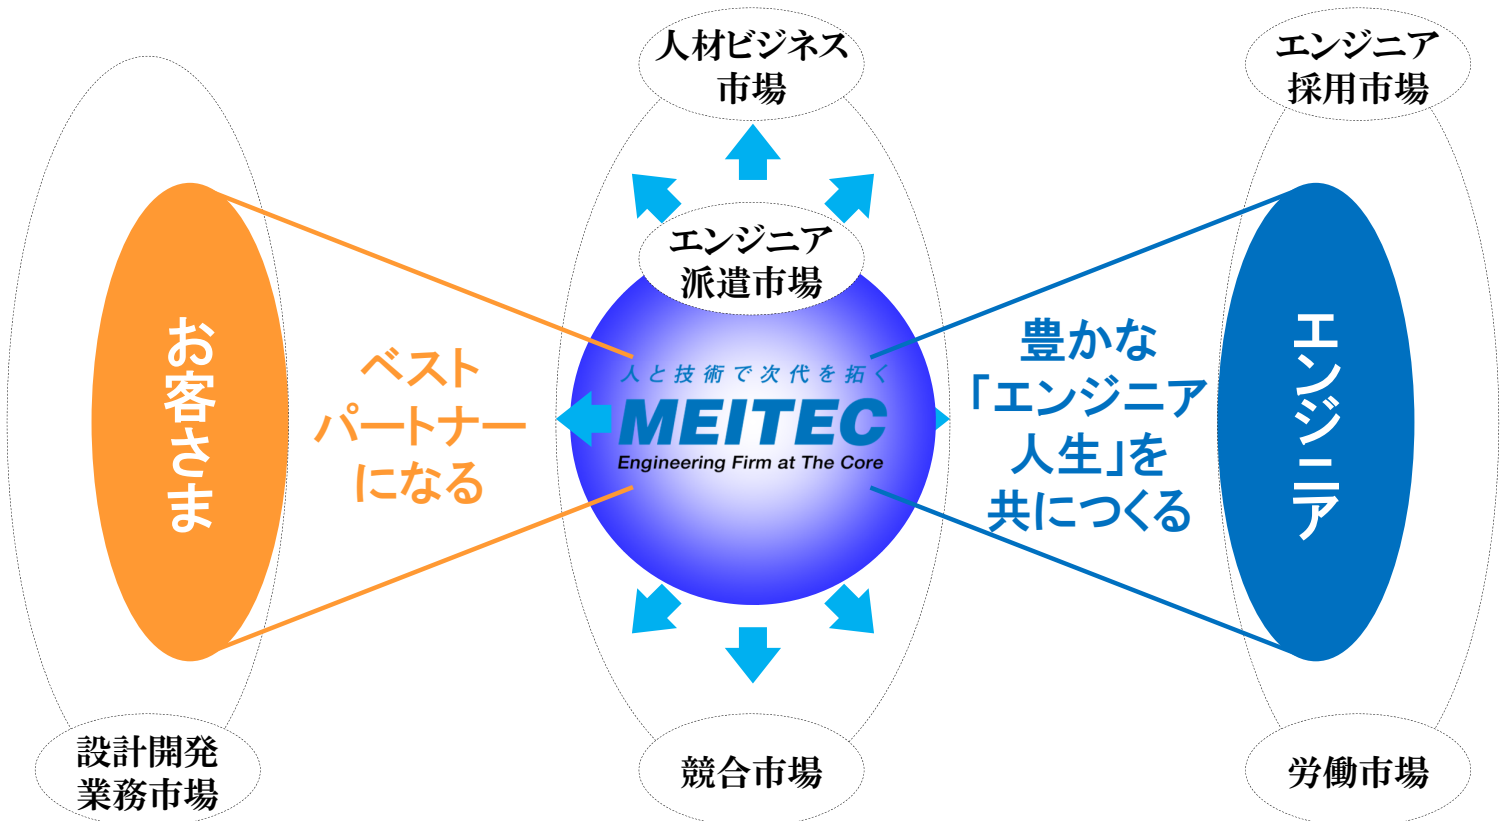 人材ビジネス
市場
エンジニア
採用市場
エンジニア
派遣市場
お客さま
ベスト
パートナー
になる
人と技術で次代を拓く
MEITEC
Engineering Firm at The Core
豊かな
「エンジニア
人生」を
共につくる
エンジニア
設計開発
業務市場
競合市場
労働市場